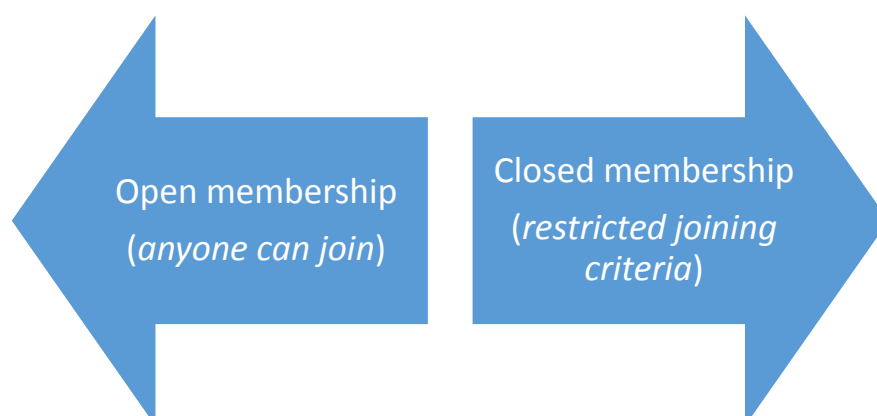 Open membership
(anyone can join)
Closed membership
(restricted joining
criteria)